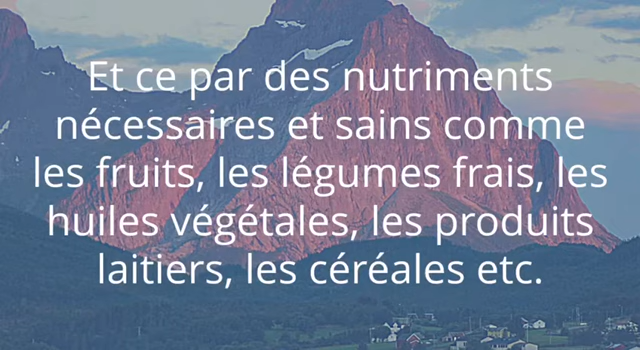 Et ce par des nutriments
nécessaires et sains comme
les fruits, les légumes frais, les
huiles végétales, les produits
laitiers, les céréales etc.